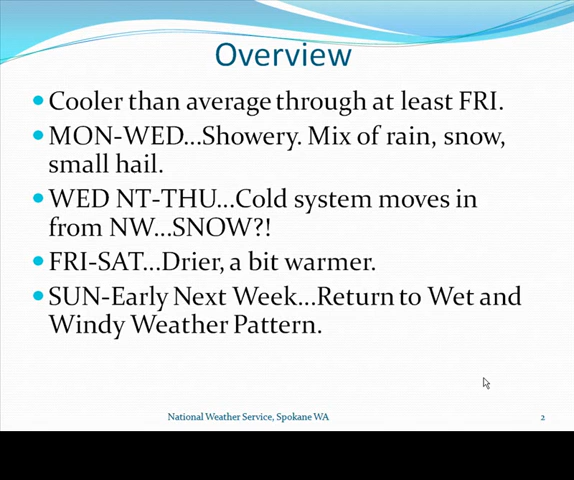 Overview
Cooler than average through at least FRI.
MON-WED...Showery. Mix of rain, snow,
small hail.
WED NT-THU...Cold system moves in
from NW...SNOW?!
FRI-SAT...Drier, a bit warmer.
SUN-Early Next Week...Return to Wet and
Windy Weather Pattern.
National Weather Service, Spokane WA
2